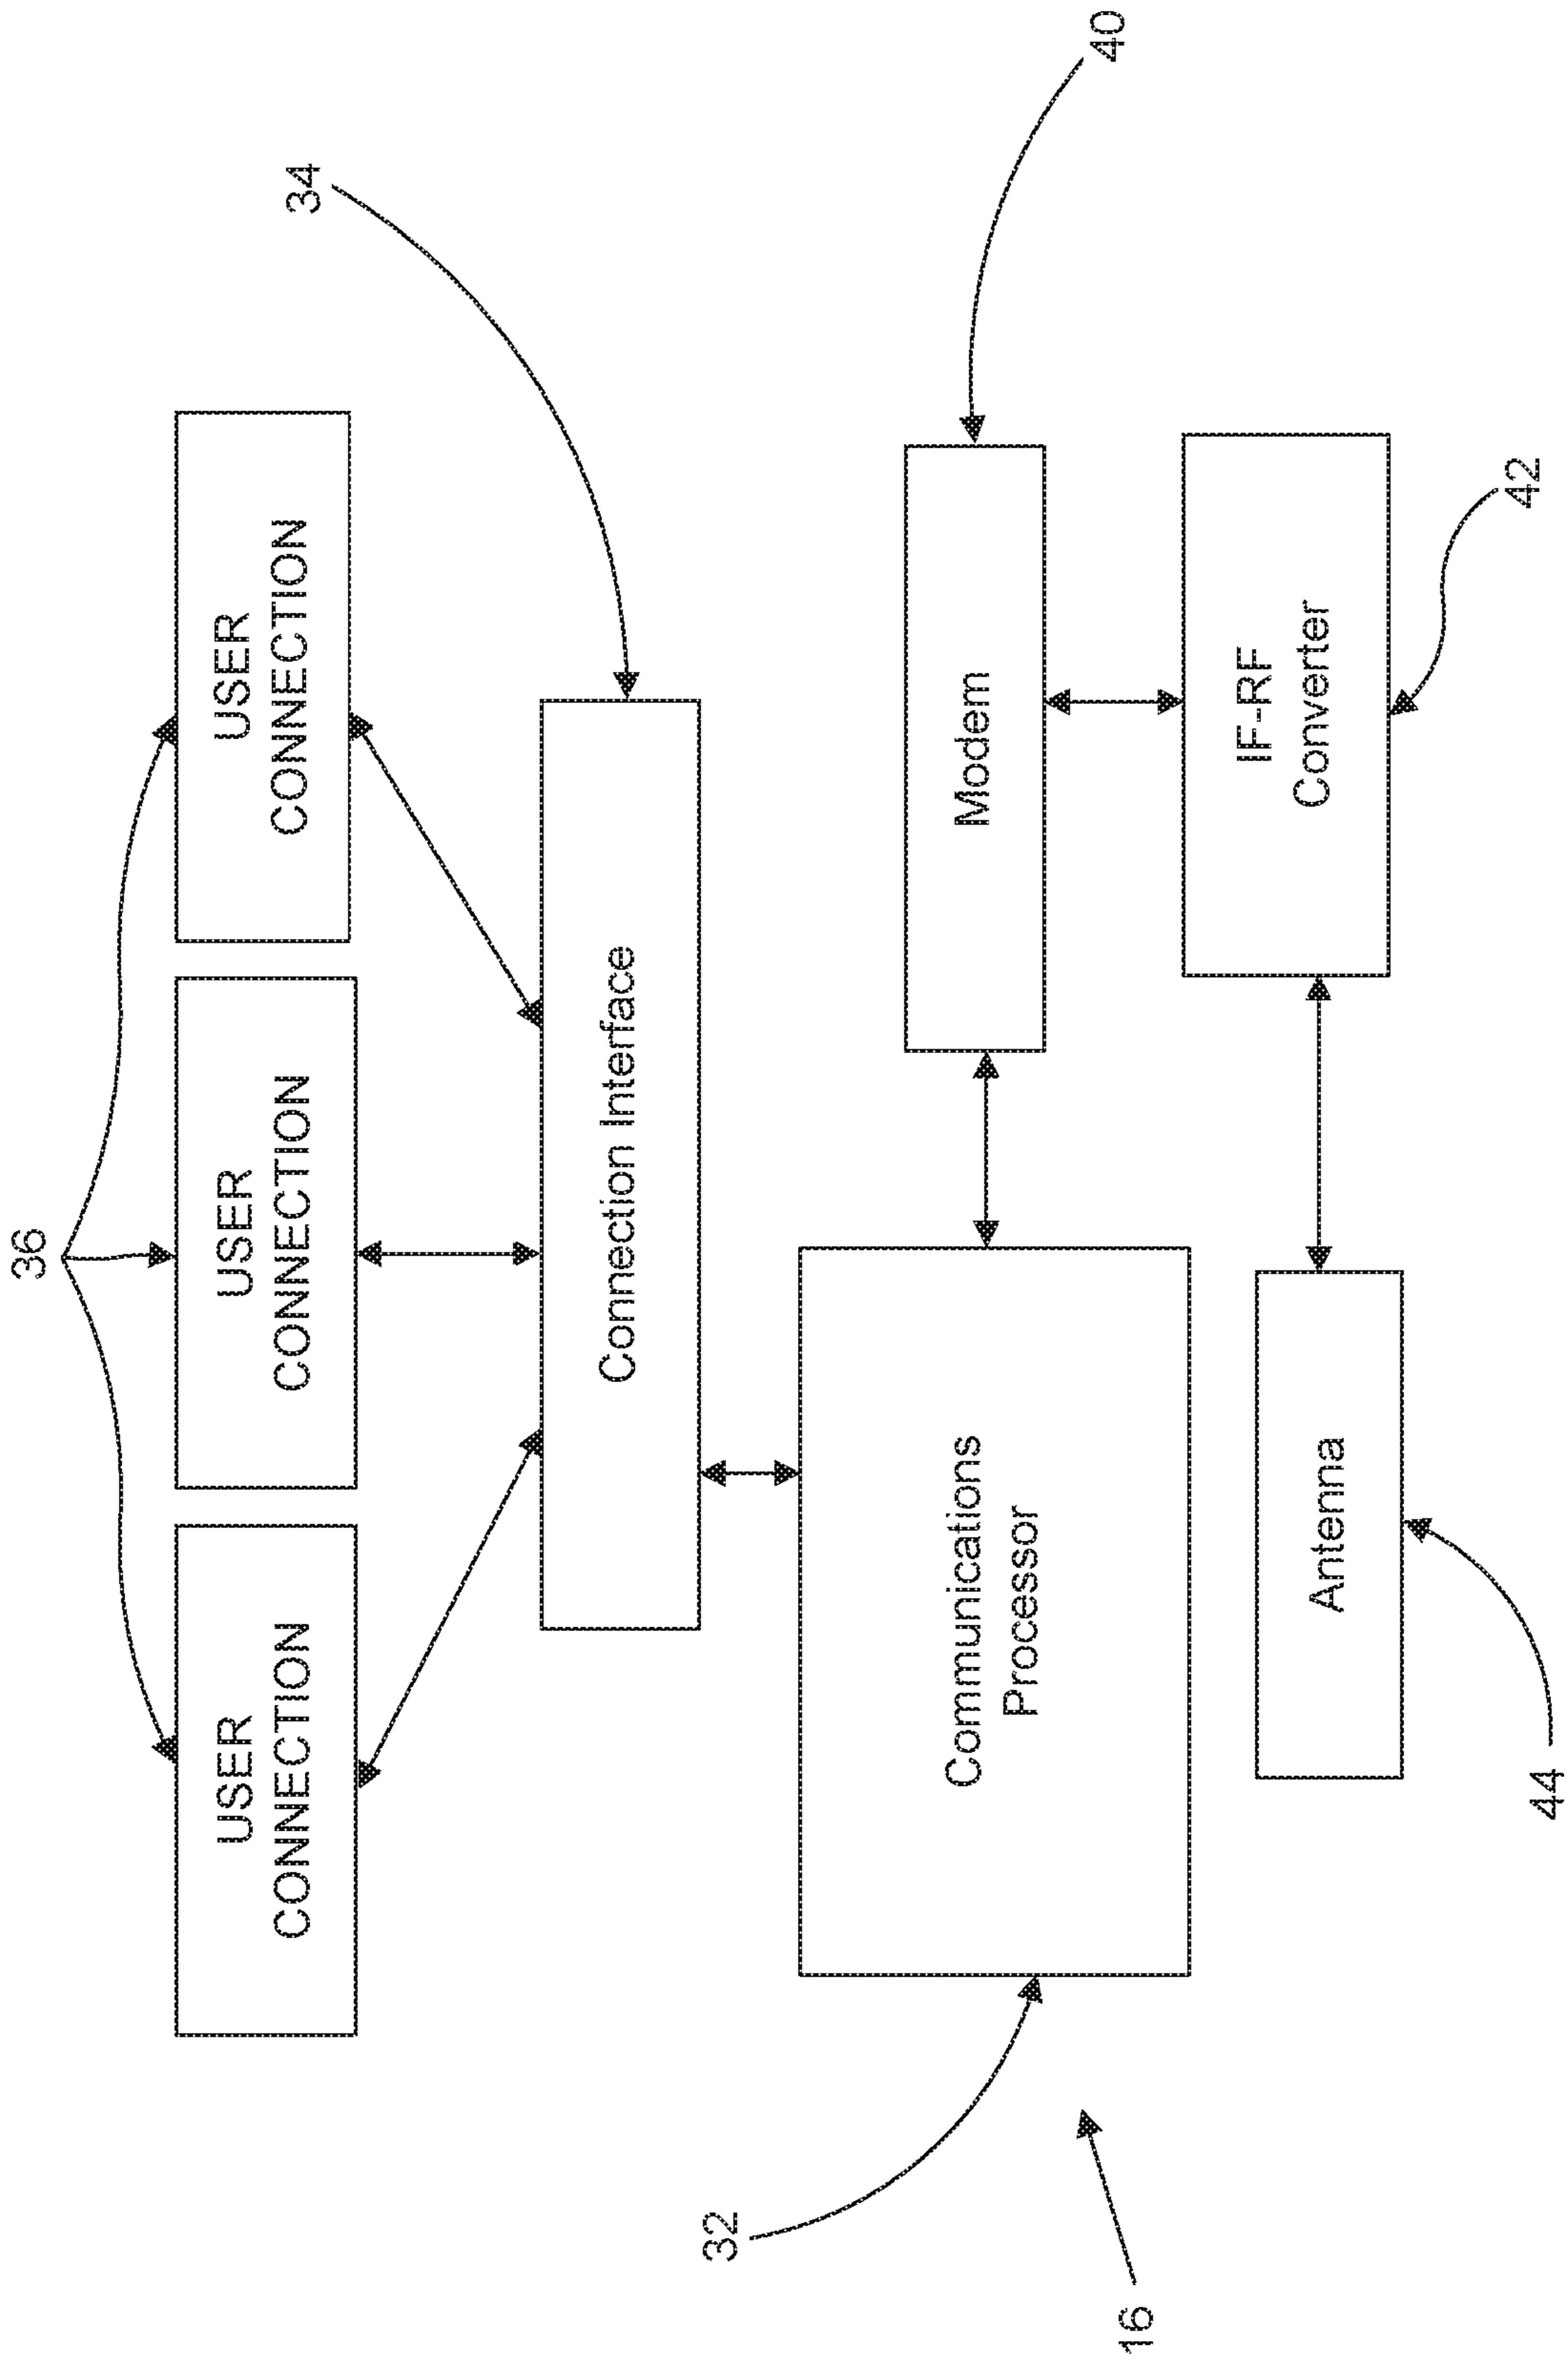 36
USER
CONNECTION
USER
CONNECTION
USER
CONNECTION
34
Connection Interface
32
Communications
Processor
Modem
40
16
Antenna
IF-RF
Converter
44
42